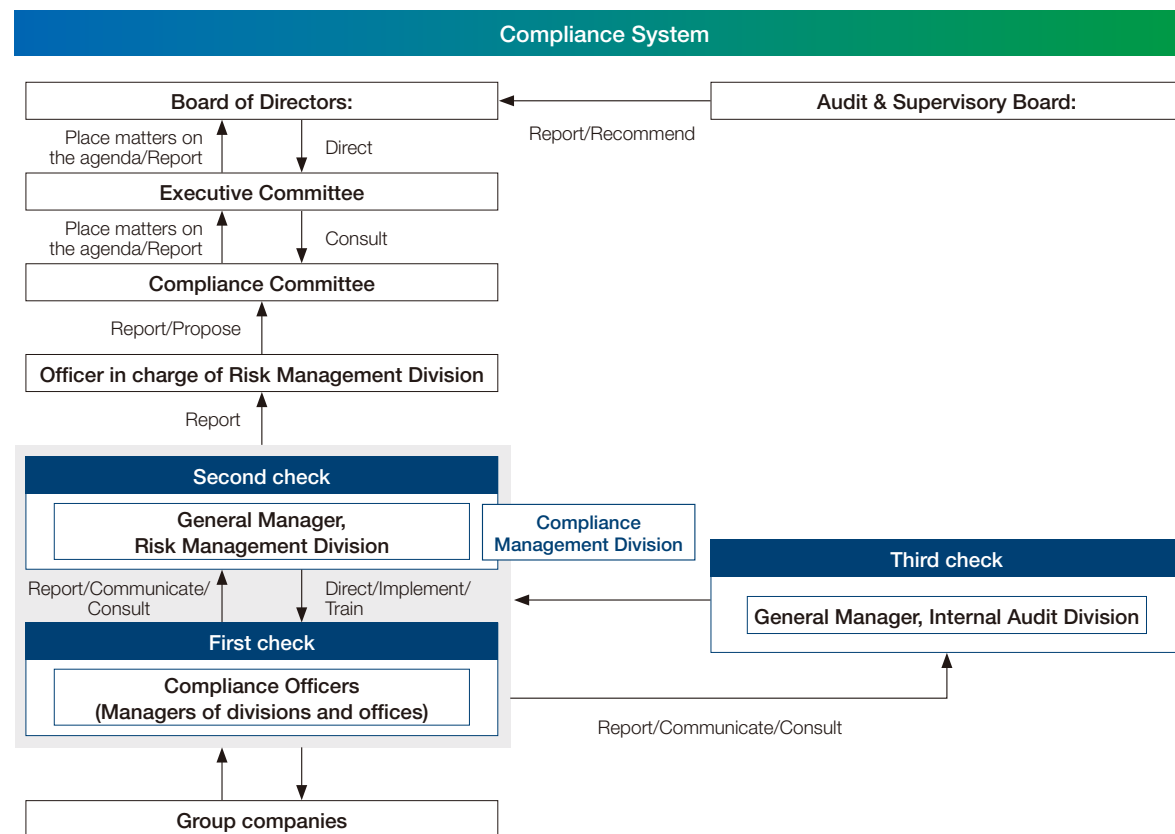 Compliance System
Board of Directors:
Audit & Supervisory Board:
Report/Recommend
Place matters on
the agenda/Report
Direct
Executive Committee
Place matters on
the agenda/Report
Consult
Compliance Committee
Report/Propose
Officer in charge of Risk Management Division
Report
Second check
General Manager,
Risk Management Division
Compliance
Management Division
Third check
General Manager, Internal Audit Division
Report/Communicate/
Consult
Direct/Implement/
Train
First check
Compliance Officers
(Managers of divisions and offices)
Report/Communicate/Consult
Group companies